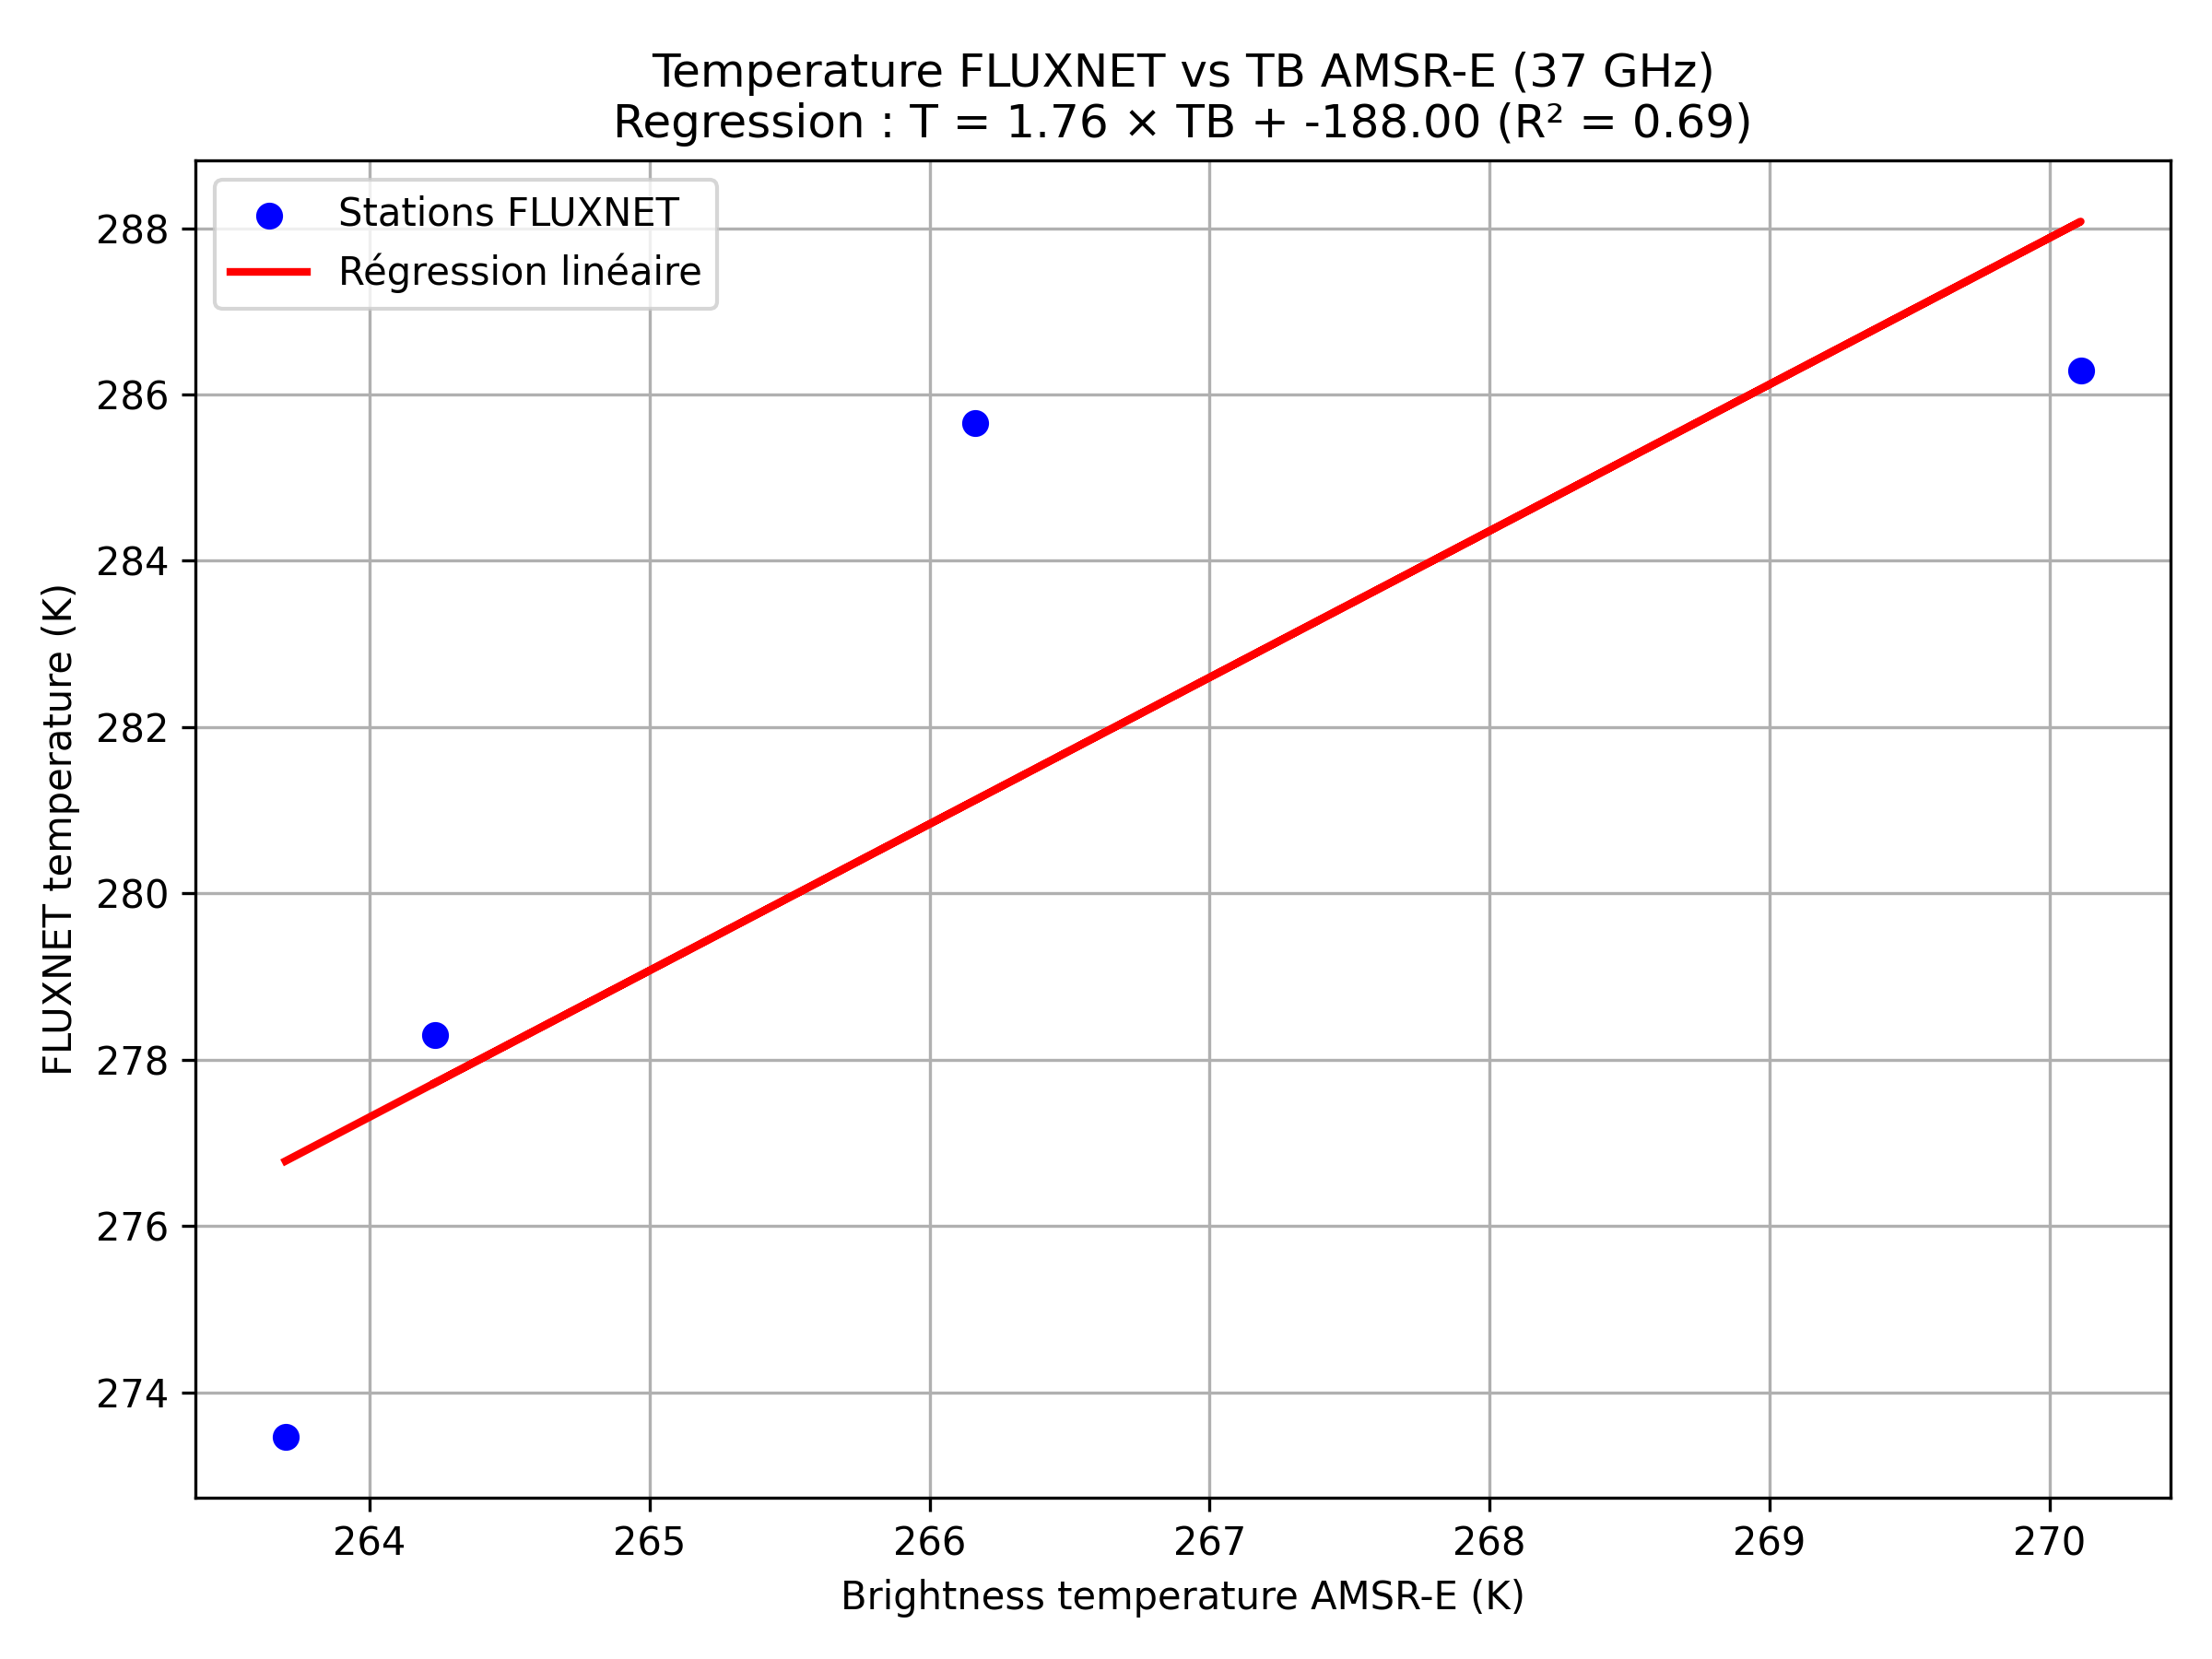 Temperature FLUXNET vs TB AMSR-E (37 GHz)
Regression : T = 1.76 × TB + -188.00 (R² = 0.69)
Stations FLUXNET
Régression linéaire
288
286
284
282
280
278
276
274
FLUXNET temperature (K)
264 265 266 267 268 269 270
Brightness temperature AMSR-E (K)